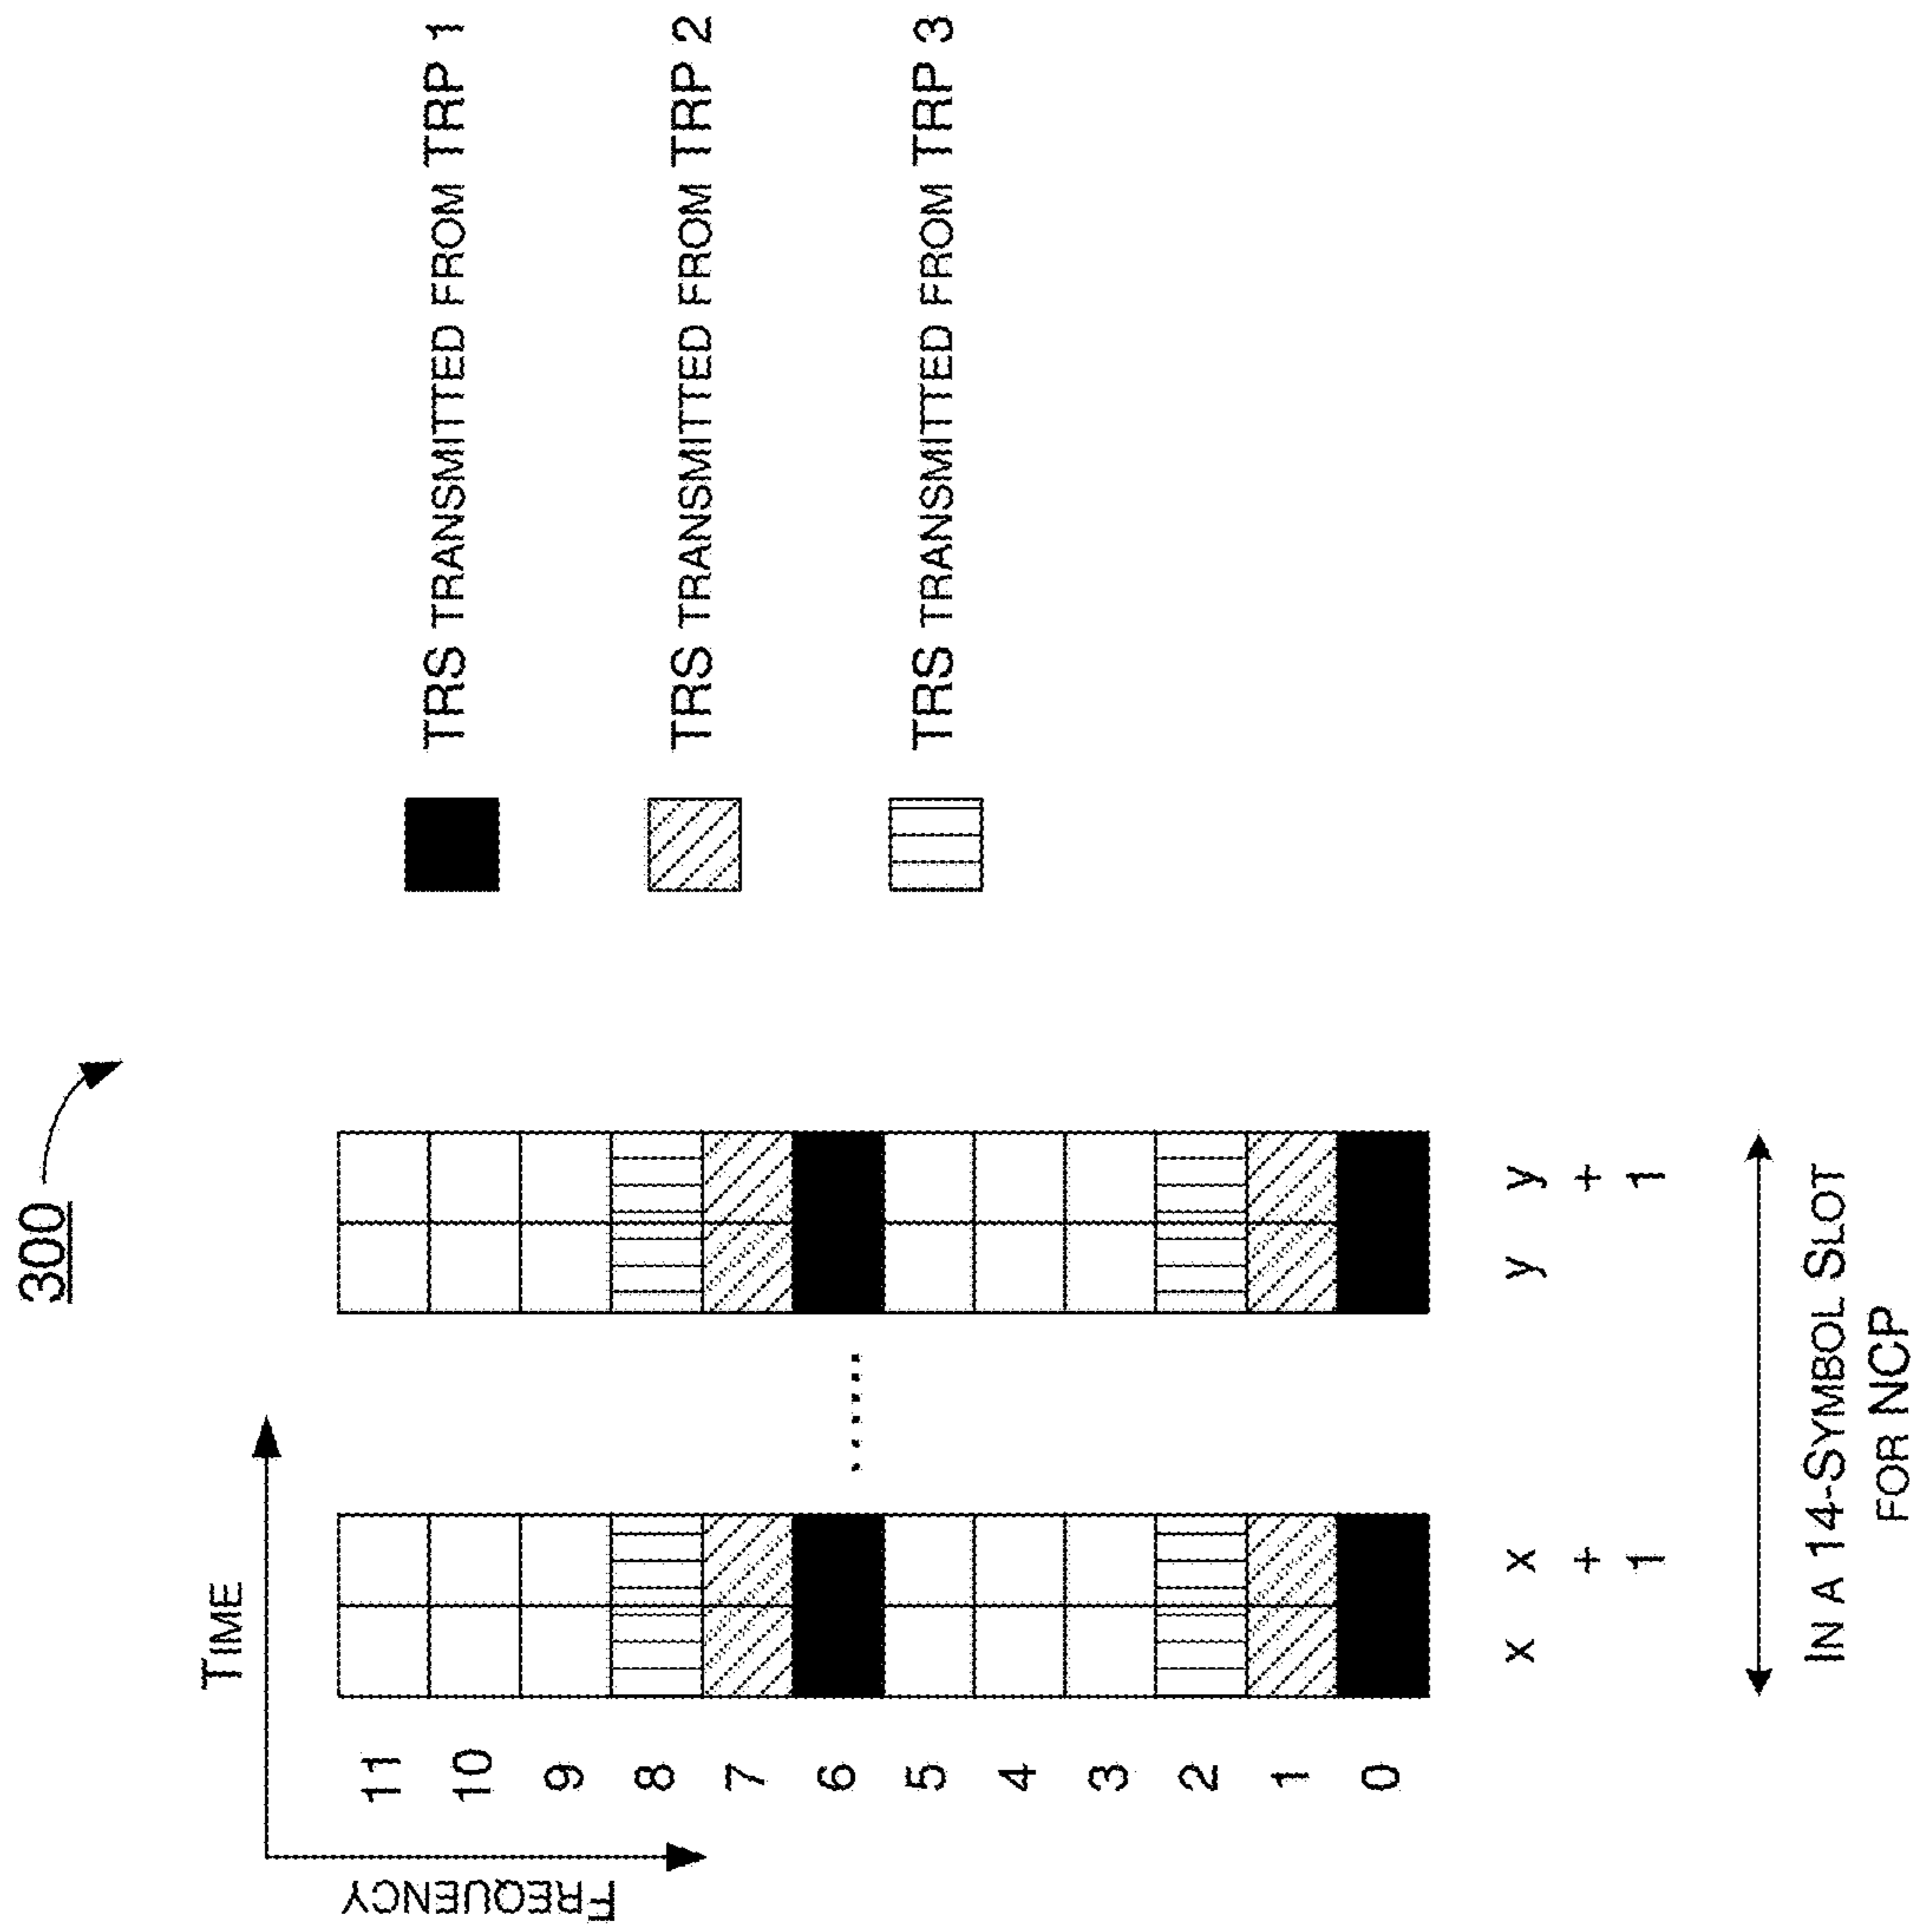 300
TIME
FREQUENCY
11
10
9
8
7
6
5
4
3
2
1
0
x x y y
+ +
1 1
IN A 14-SYMBOL SLOT
FOR NCP
TRS TRANSMITTED FROM TRP 1
TRS TRANSMITTED FROM TRP 2
TRS TRANSMITTED FROM TRP 3